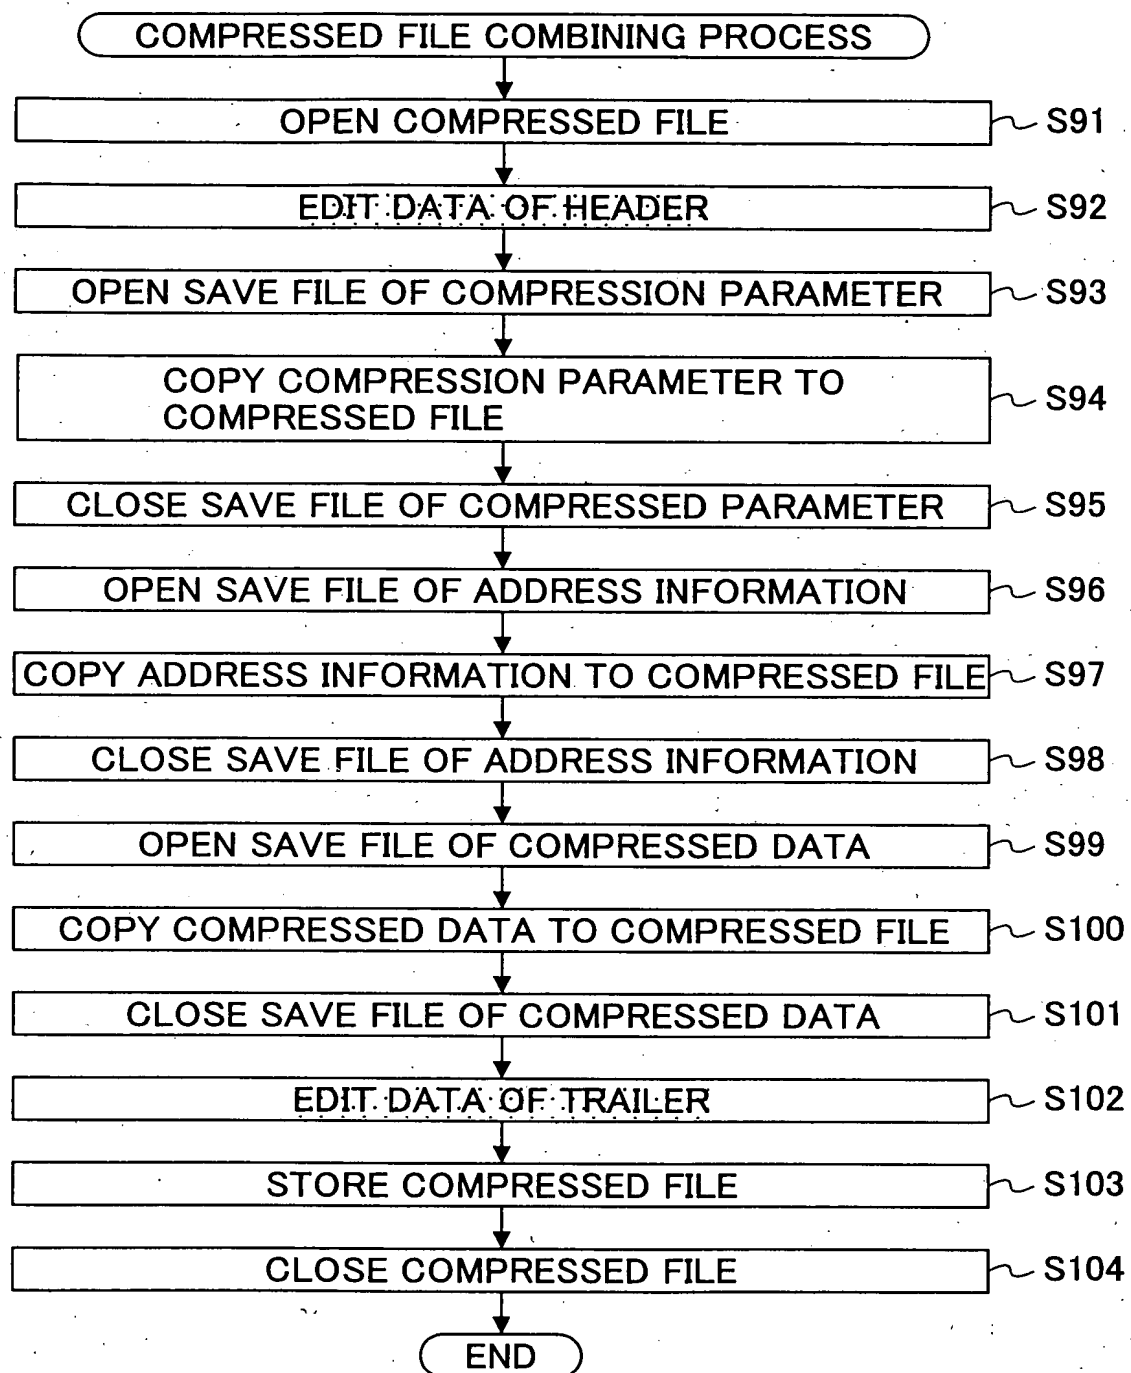 COMPRESSED FILE COMBINING PROCESS
OPEN COMPRESSED FILE S91
EDIT DATA OF HEADER S92
OPEN SAVE FILE OF COMPRESSION PARAMETER S93
COPY COMPRESSION PARAMETER TO
COMPRESSED FILE S94
CLOSE SAVE FILE OF COMPRESSED PARAMETER S95
OPEN SAVE FILE OF ADDRESS INFORMATION S96
COPY ADDRESS INFORMATION TO COMPRESSED FILE S97
CLOSE SAVE FILE OF ADDRESS INFORMATION S98
OPEN SAVE FILE OF COMPRESSED DATA S99
COPY COMPRESSED DATA TO COMPRESSED FILE S100
CLOSE SAVE FILE OF COMPRESSED DATA S101
EDIT DATA OF TRAILER S102
STORE COMPRESSED FILE S103
CLOSE COMPRESSED FILE S104
END